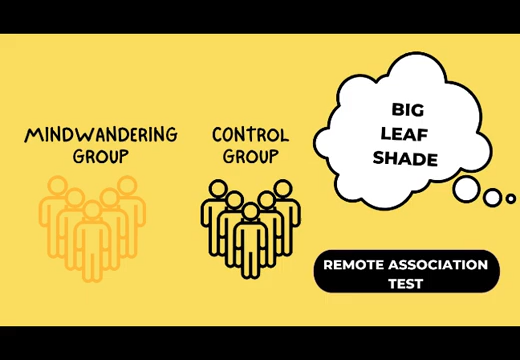 MINDWANDERING
GROUP
CONTROL
GROUP
BIG
LEAF
SHADE
REMOTE ASSOCIATION
TEST